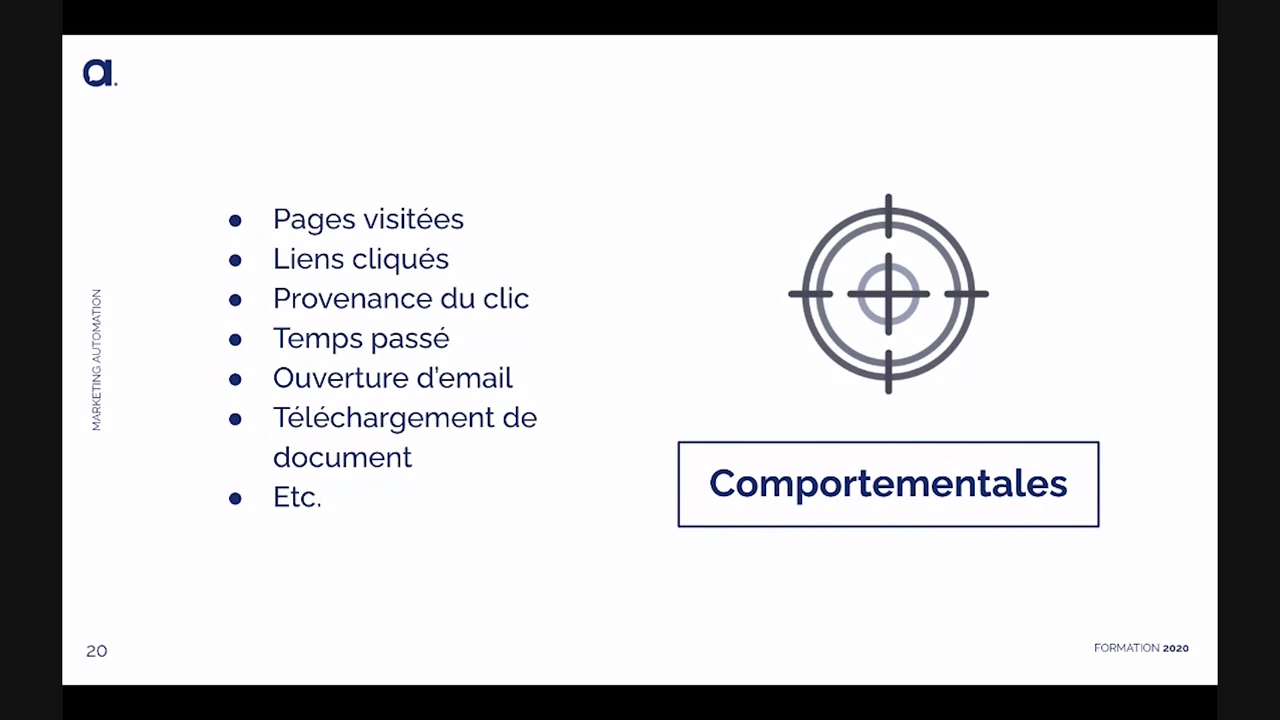 a.
MARKETING AUTOMATION
● Pages visitées
● Liens cliqués
● Provenance du clic
● Temps passé
● Ouverture d’email
● Téléchargement de
document
● Etc.
Comportementales
20
FORMATION 2020